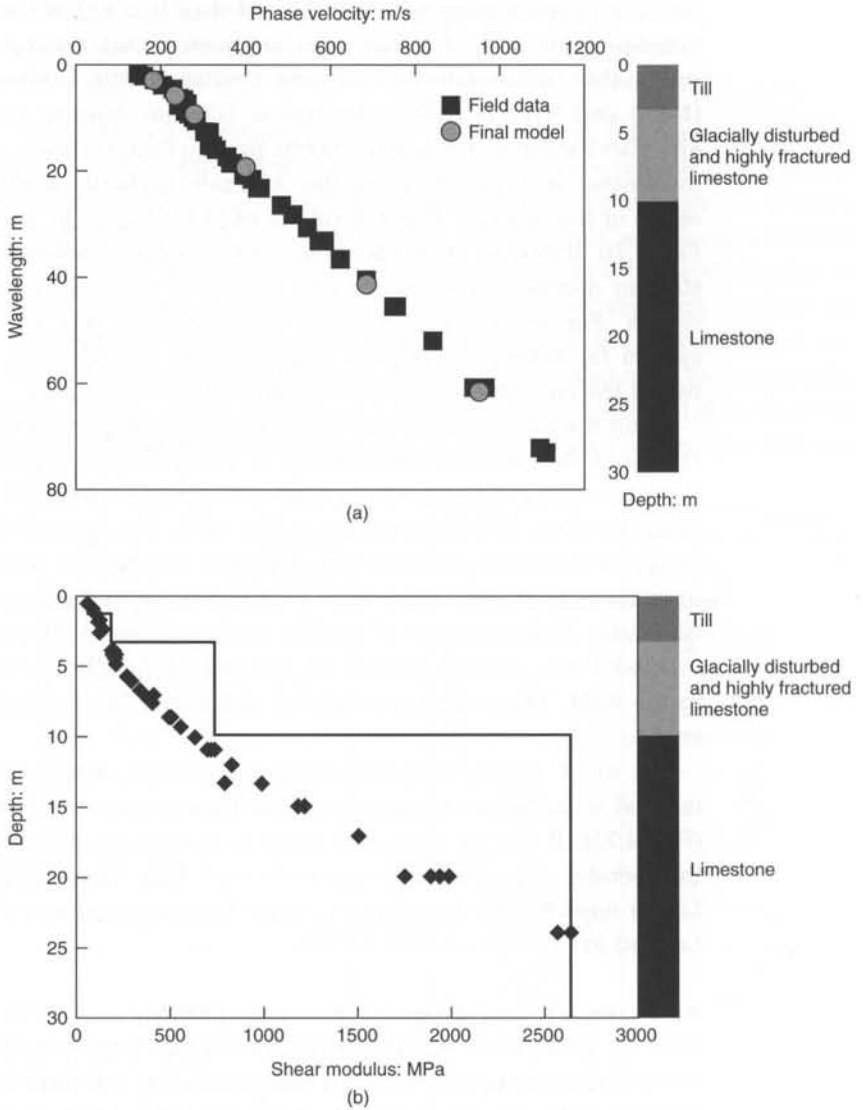 Phase velocity: m/s
0 200 400 600 800 1000 1200
Wavelength: m
0
20
40
60
80
Field data
Final model
(a)
0
5
10
15
20
25
30
Depth: m
Till
Glacially disturbed
and highly fractured
limestone
Limestone
Depth: m
0
5
10
15
20
25
30
0 500 1000 1500 2000 2500 3000
Shear modulus: MPa
(b)
Till
Glacially disturbed
and highly fractured
limestone
Limestone